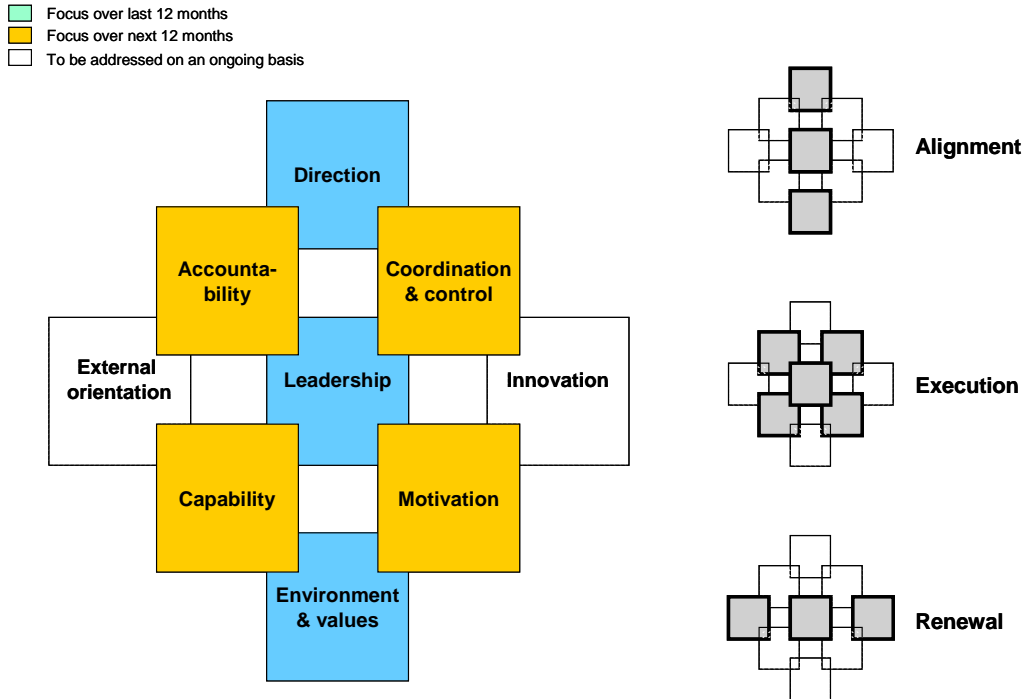 Focus over last 12 months
Focus over next 12 months
To be addressed on an ongoing basis
Direction
Accounta-
bility
Coordination
& control
External
orientation
Leadership
Innovation
Capability
Motivation
Environment
& values
Alignment
Execution
Renewal